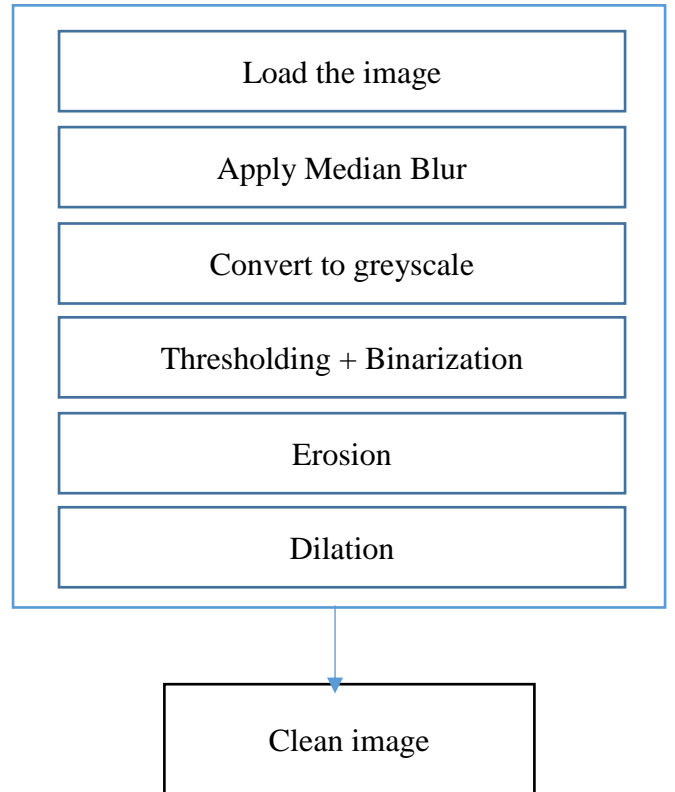 Load the image
Apply Median Blur
Convert to greyscale
Thresholding + Binarization
Erosion
Dilation
Clean image